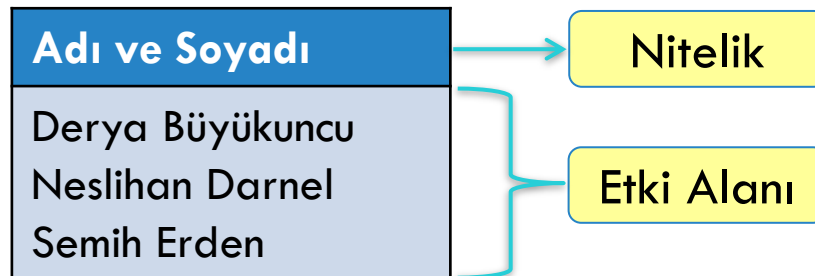 Adı ve Soyadı
Nitelik
Derya Büyükuncu
Neslihan Darnel
Semih Erden
Etki Alanı